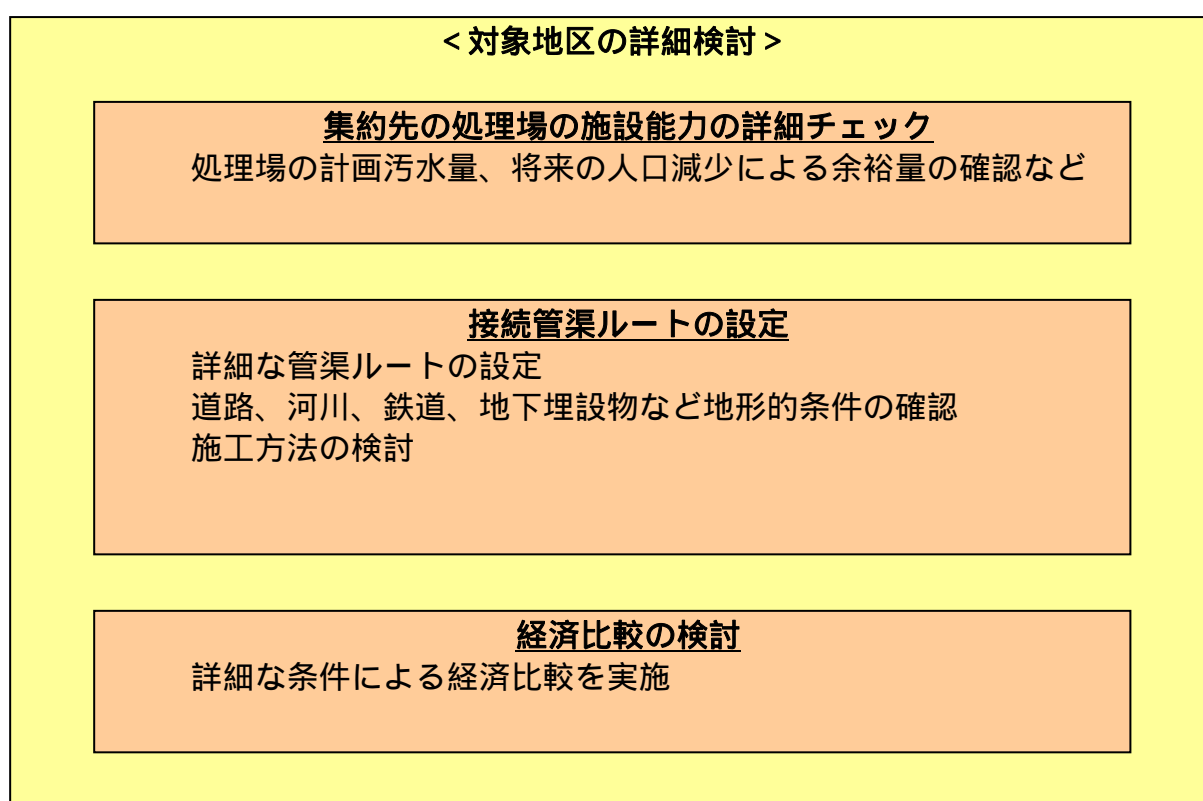 ＜対象地区の詳細検討＞
集約先の処理場の施設能力の詳細チェック
処理場の計画汚水量、将来の人口減少による余裕量の確認など
接続管渠ルートの設定
詳細な管渠ルートの設定
道路、河川、鉄道、地下埋設物など地形的条件の確認
施工方法の検討
経済比較の検討
詳細な条件による経済比較を実施